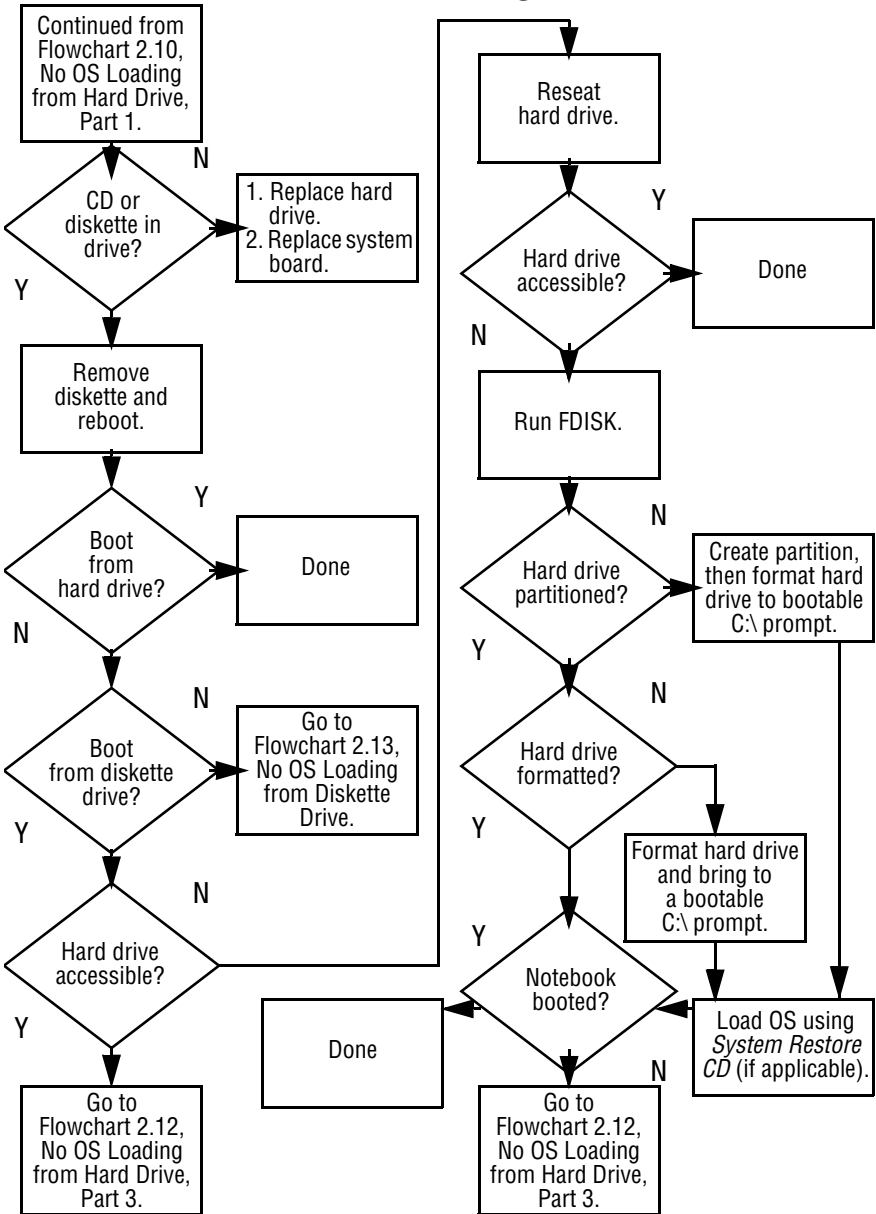 Continued from
Flowchart 2.10,
No OS Loading
from Hard Drive,
Part 1.
N
CD or
diskette in
drive?
1. Replace hard
drive.
2. Replace system
board.
Y
Remove
diskette and
reboot.
Y
Boot
from
hard drive?
Done
N
N
Boot
from diskette
drive?
Go to
Flowchart 2.13,
No OS Loading
from Diskette
Drive.
Y
N
Hard drive
accessible?
Y
Go to
Flowchart 2.12,
No OS Loading
from Hard Drive,
Part 3.
Reseat
hard drive.
Y
Hard drive
accessible?
Done
N
Run FDISK.
N
Hard drive
partitioned?
Create partition,
then format hard
drive to bootable
C:\ prompt.
Y
N
Hard drive
formatted?
Y
Format hard drive
and bring to
a bootable
C:\ prompt.
Y
Notebook
booted?
Done
Load OS using
System Restore
CD (if applicable).
N
Go to
Flowchart 2.12,
No OS Loading
from Hard Drive,
Part 3.